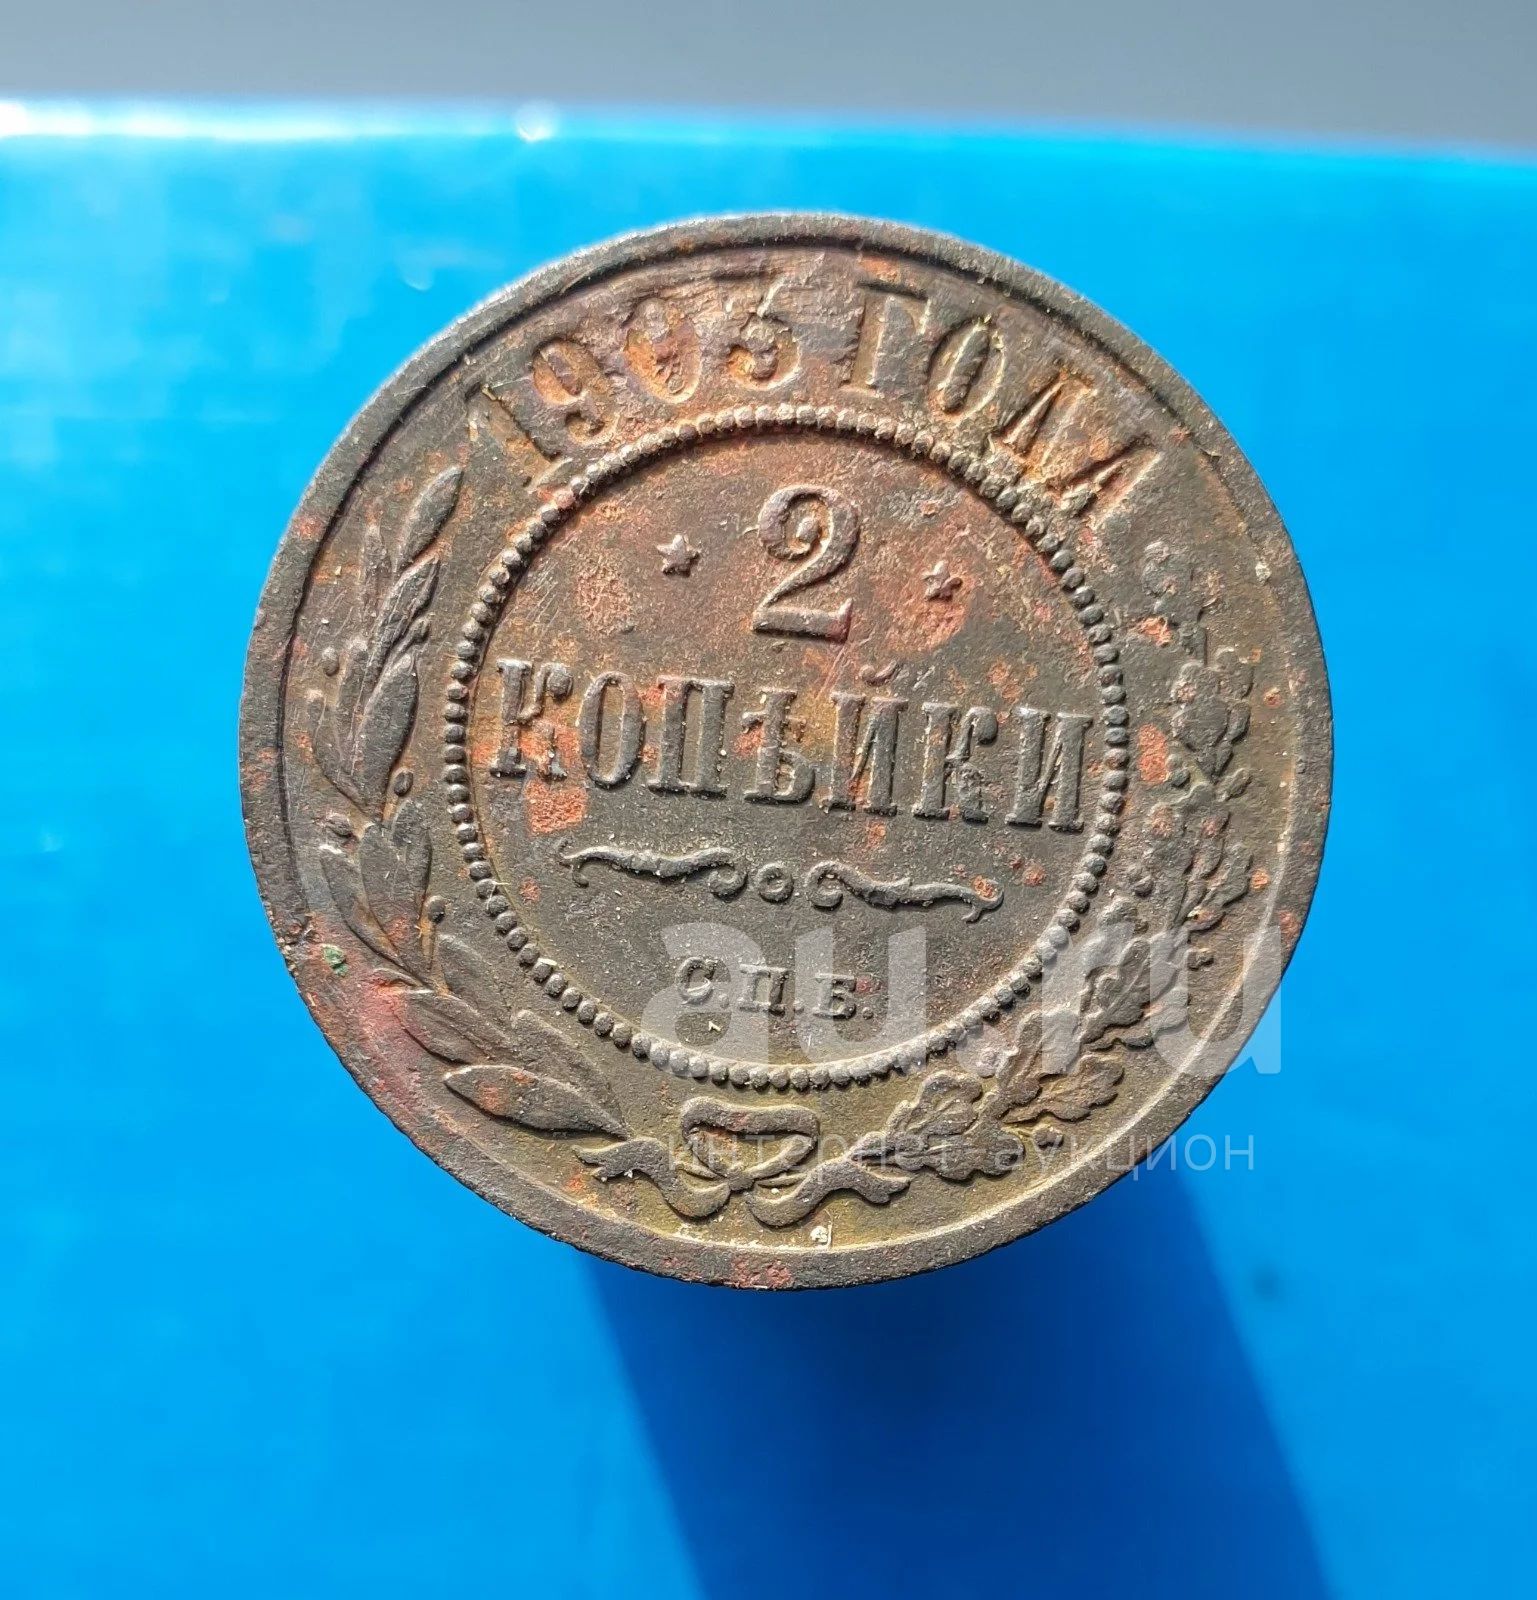 1903 ГОДА.
2
КОПѢЙКИ
С.П.Б.
au.ru
интернет-аукцион